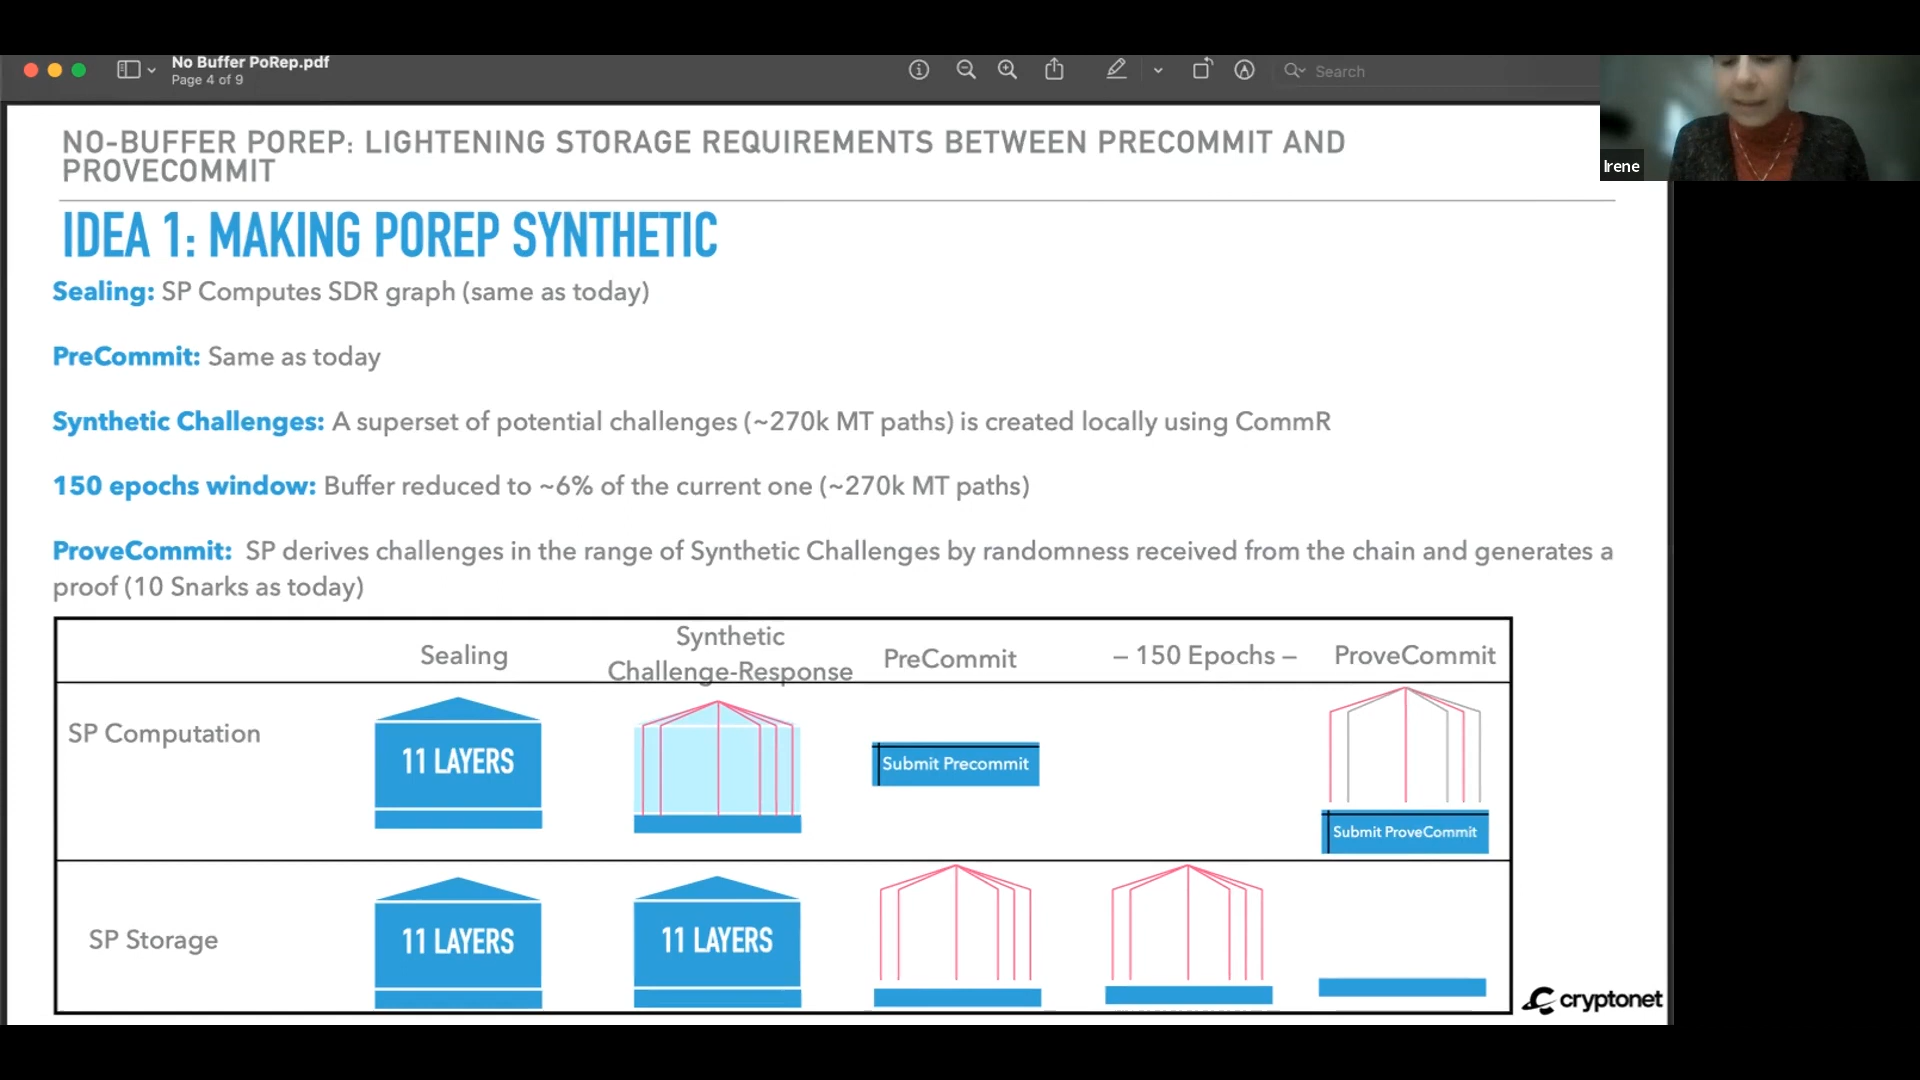 No Buffer PoRep.pdf
Page 4 of 9
Search
Irene
NO-BUFFER POREP: LIGHTENING STORAGE REQUIREMENTS BETWEEN PRECOMMIT AND
PROVECOMMIT
IDEA 1: MAKING POREP SYNTHETIC
Sealing: SP Computes SDR graph (same as today)
PreCommit: Same as today
Synthetic Challenges: A superset of potential challenges (~270k MT paths) is created locally using CommR
150 epochs window: Buffer reduced to ~6% of the current one (~270k MT paths)
ProveCommit: SP derives challenges in the range of Synthetic Challenges by randomness received from the chain and generates a
proof (10 Snarks as today)
Sealing
Synthetic
Challenge-Response
PreCommit
– 150 Epochs –
ProveCommit
SP Computation
11 LAYERS
Submit Precommit
Submit ProveCommit
SP Storage
11 LAYERS
11 LAYERS
cryptonet